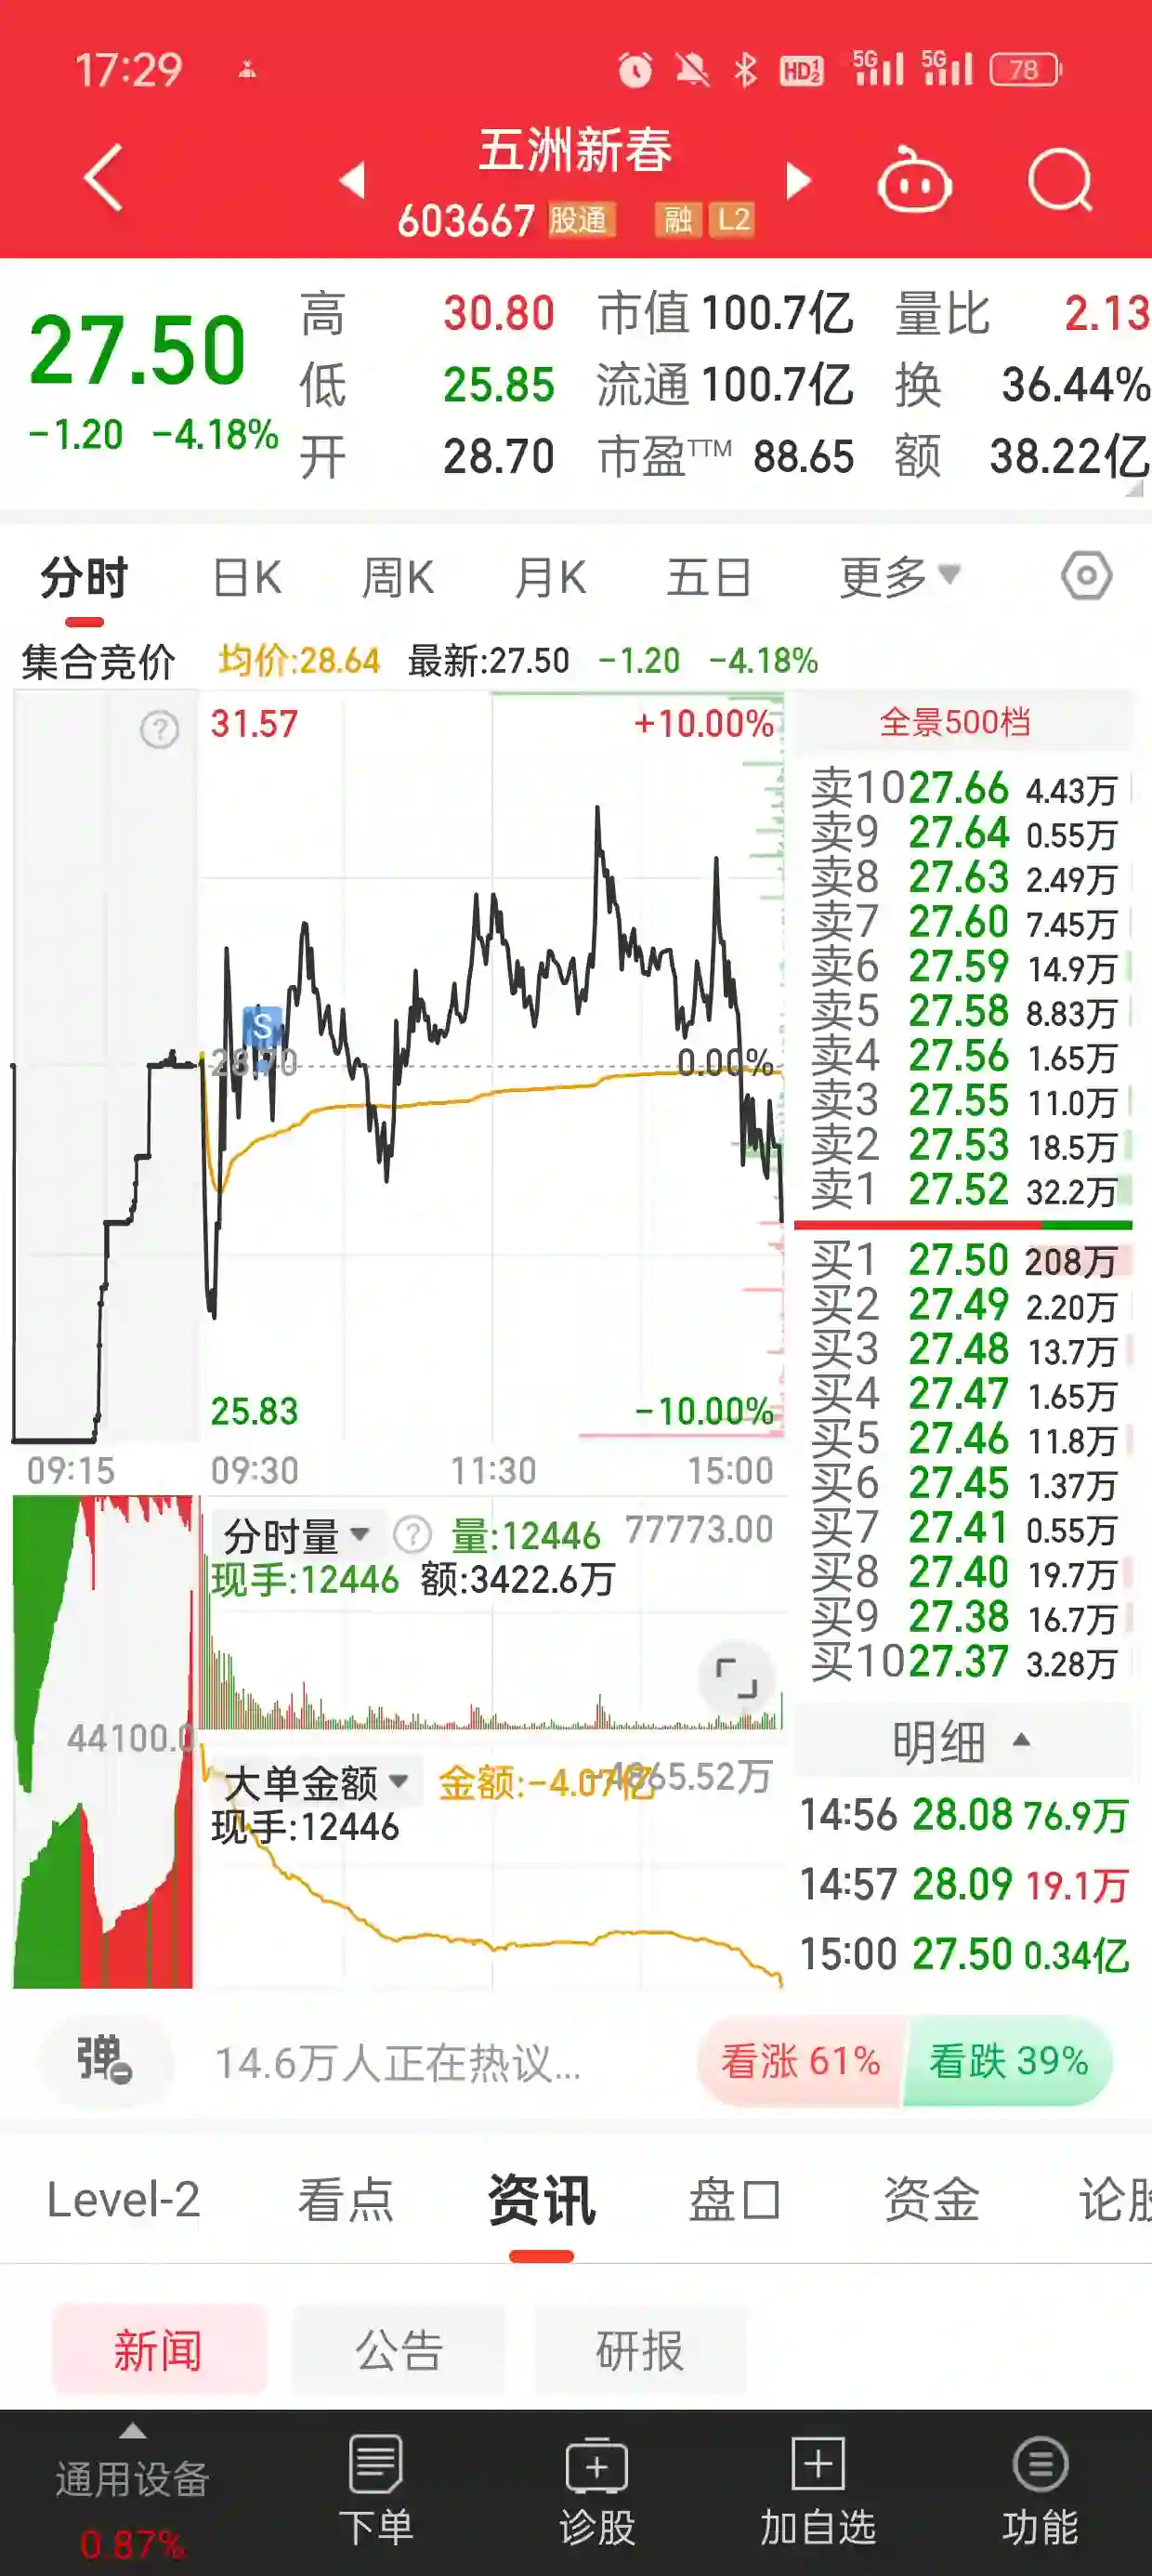 17:29
HD 1 2 5G 5G 78
五洲新春
603667 股通 融 L2
27.50
-1.20 -4.18%
高 30.80 市值 100.7亿 量比 2.13
低 25.85 流通 100.7亿 换 36.44%
开 28.70 市盈TTM 88.65 额 38.22亿
分时 日K 周K 月K 五日 更多
集合竞价 均价:28.64 最新:27.50 -1.20 -4.18%
? 31.57 +10.00%
S
28.70 0.00%
25.83 -10.00%
09:15 09:30 11:30 15:00
全景500档
卖10 27.66 4.43万
卖9 27.64 0.55万
卖8 27.63 2.49万
卖7 27.60 7.45万
卖6 27.59 14.9万
卖5 27.58 8.83万
卖4 27.56 1.65万
卖3 27.55 11.0万
卖2 27.53 18.5万
卖1 27.52 32.2万
买1 27.50 208万
买2 27.49 2.20万
买3 27.48 13.7万
买4 27.47 1.65万
买5 27.46 11.8万
买6 27.45 1.37万
买7 27.41 0.55万
买8 27.40 19.7万
买9 27.38 16.7万
买10 27.37 3.28万
分时量 ? 量:12446 77773.00
现手:12446 额:3422.6万
44100.0
大单金额 金额:-4.07亿 -4865.52万
现手:12446
明细
14:56 28.08 76.9万
14:57 28.09 19.1万
15:00 27.50 0.34亿
弹 14.6万人正在热议... 看涨 61% 看跌 39%
Level-2 看点 资讯 盘口 资金 论股
新闻 公告 研报
通用设备
0.87%
下单 诊股 加自选 功能